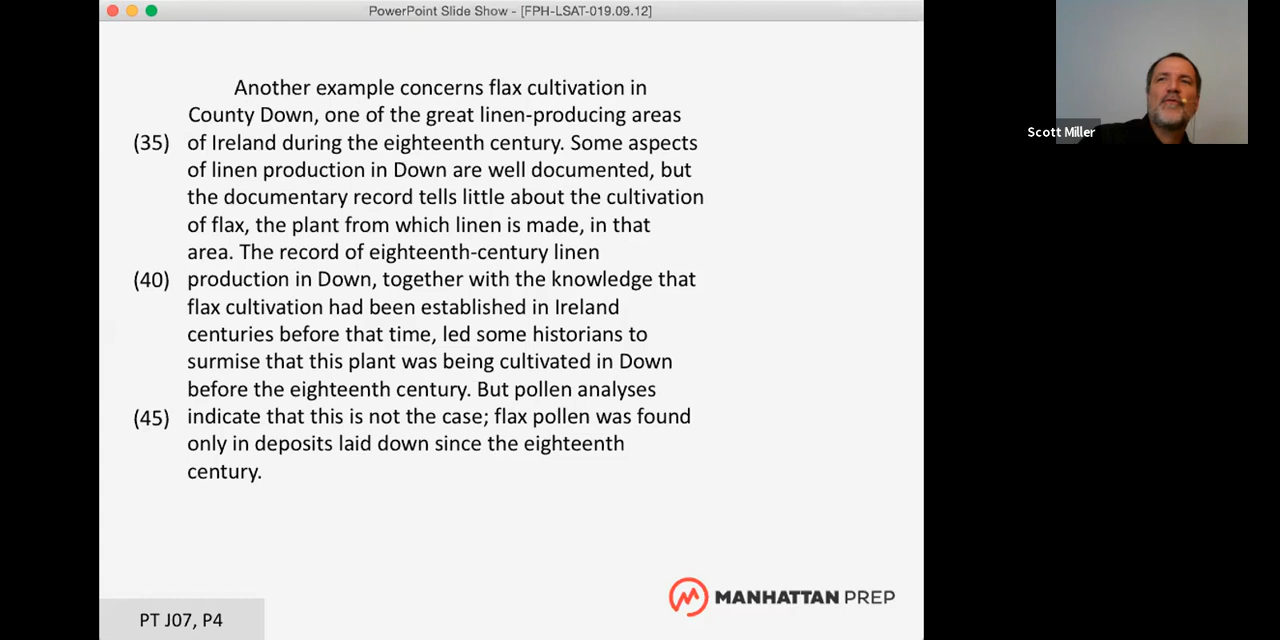 PowerPoint Slide Show - [FPH-LSAT-019.09.12]
Another example concerns flax cultivation in
County Down, one of the great linen-producing areas
(35) of Ireland during the eighteenth century. Some aspects
of linen production in Down are well documented, but
the documentary record tells little about the cultivation
of flax, the plant from which linen is made, in that
area. The record of eighteenth-century linen
(40) production in Down, together with the knowledge that
flax cultivation had been established in Ireland
centuries before that time, led some historians to
surmise that this plant was being cultivated in Down
before the eighteenth century. But pollen analyses
(45) indicate that this is not the case; flax pollen was found
only in deposits laid down since the eighteenth
century.
MANHATTAN PREP
PT J07, P4
Scott Miller